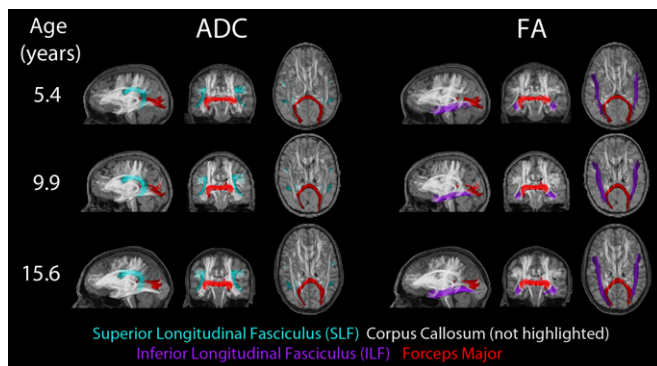 Age
(years)
ADC
FA
5.4
9.9
15.6
Superior Longitudinal Fasciculus (SLF) Corpus Callosum (not highlighted)
Inferior Longitudinal Fasciculus (ILF) Forceps Major